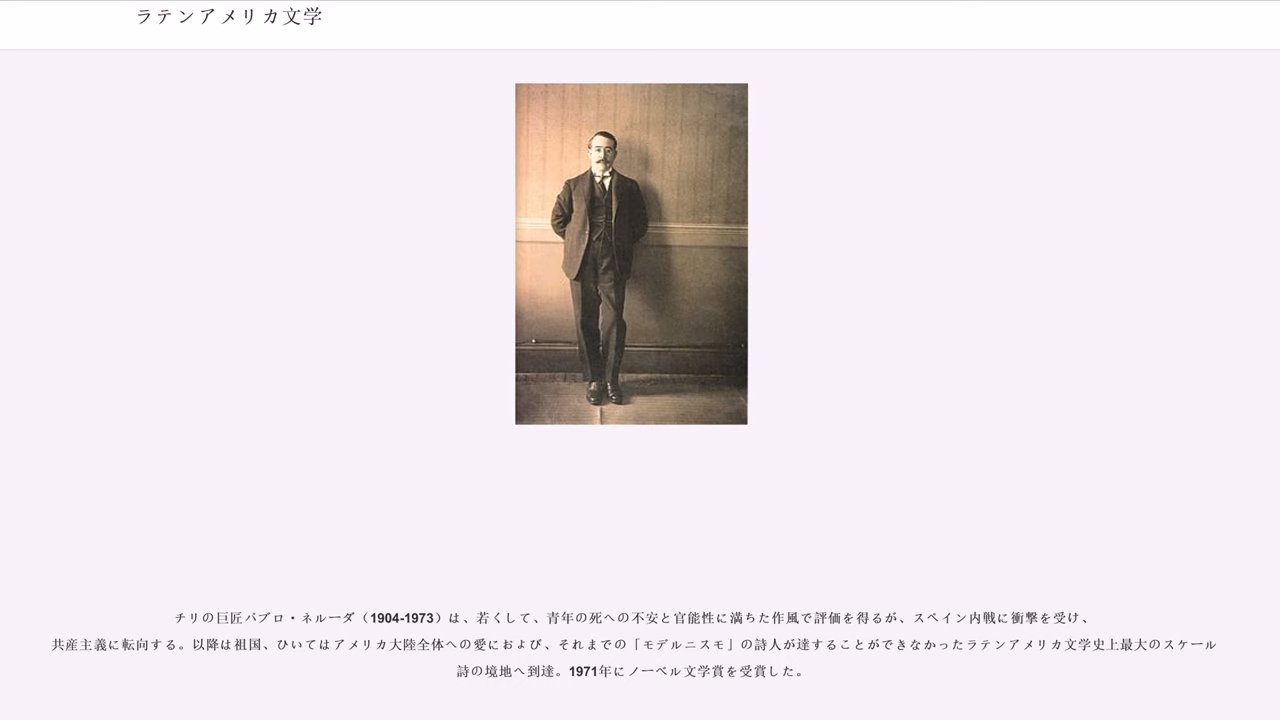 ラテンアメリカ文学
チリの巨匠パブロ・ネルーダ（1904-1973）は、若くして、青年の死への不安と官能性に満ちた作風で評価を得るが、スペイン内戦に衝撃を受け、
共産主義に転向する。以降は祖国、ひいてはアメリカ大陸全体への愛におよび、それまでの「モデルニスモ」の詩人が達することができなかったラテンアメリカ文学史上最大のスケール
詩の境地へ到達。1971年にノーベル文学賞を受賞した。